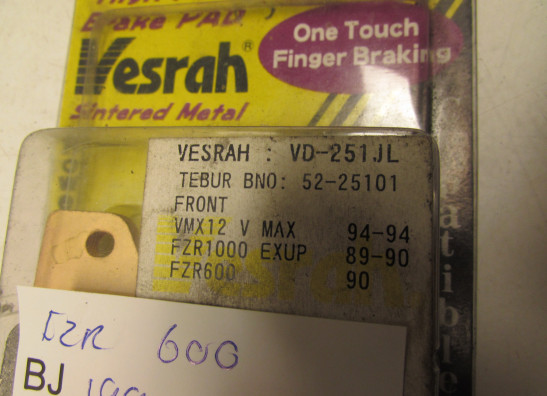 Brake PAD
Vesrah®
Sintered Metal
One Touch
Finger Braking
VESRAH : VD-251JL
TEBUR BNO: 52-25101
FRONT
VMX12 V MAX 94-94
FZR1000 EXUP 89-90
FZR600 90
FZR 600
BJ